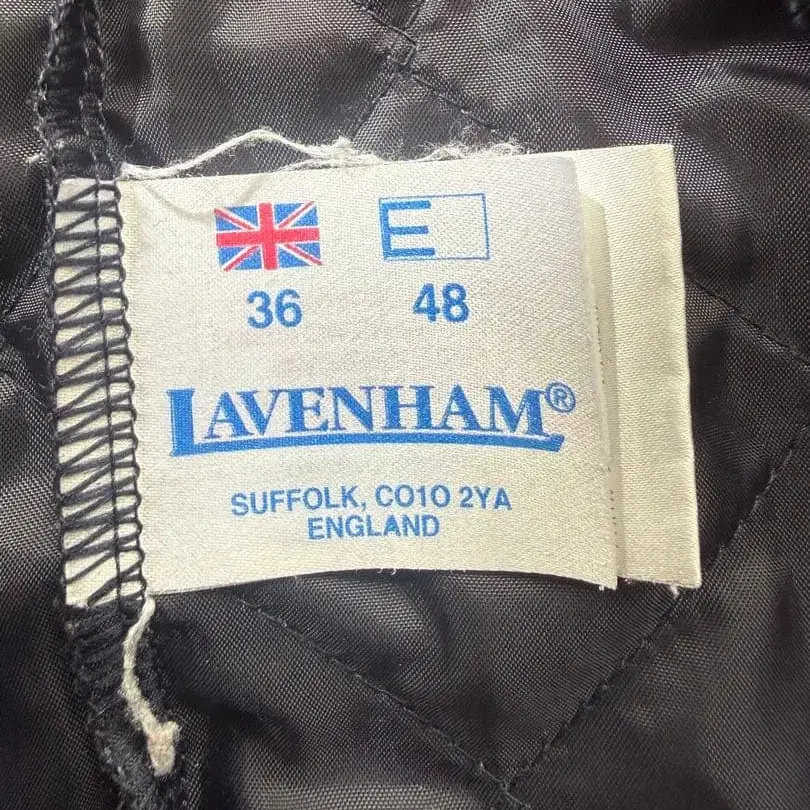 E
36 48
LAVENHAM®
SUFFOLK, CO10 2YA
ENGLAND